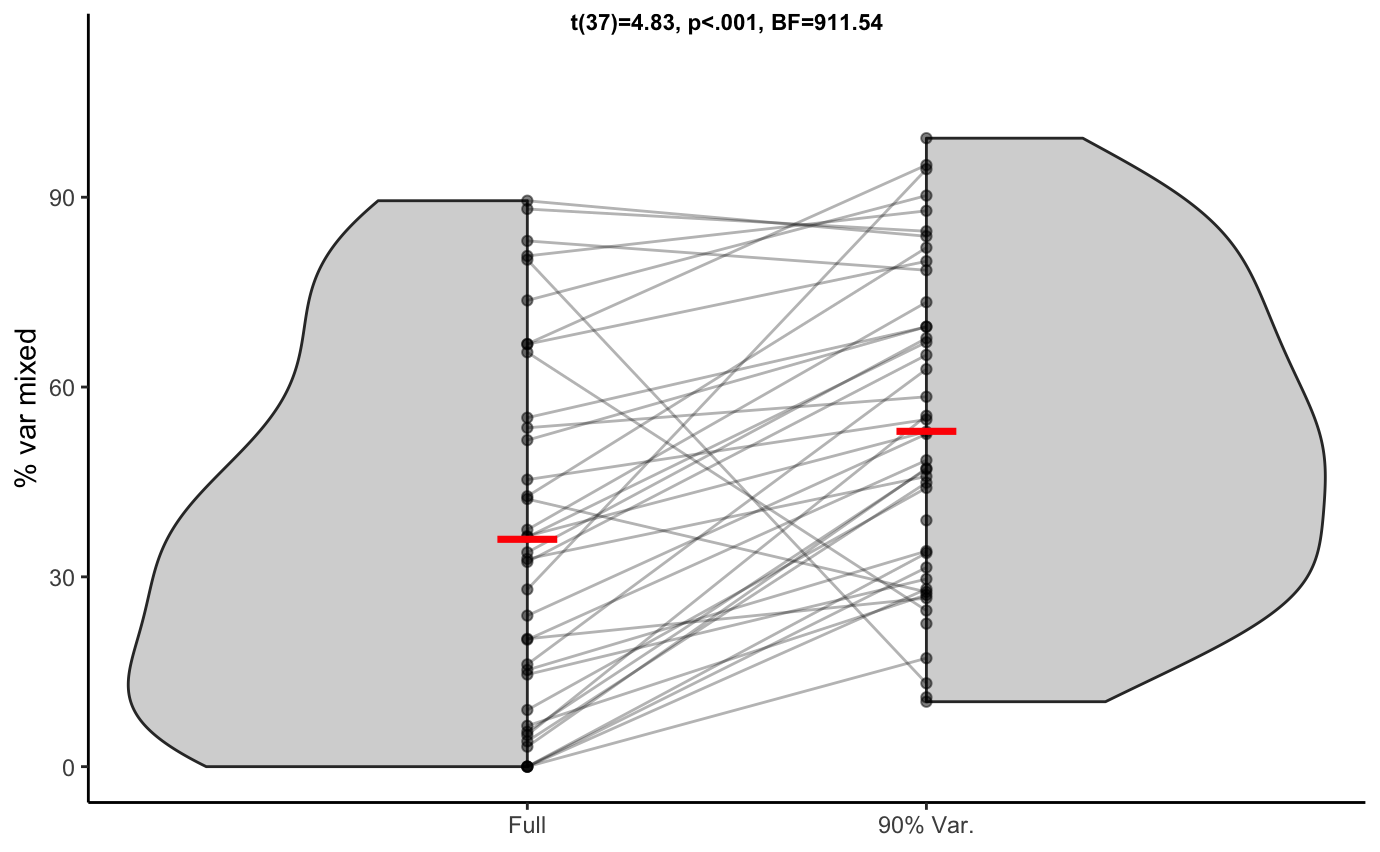 t(37)=4.83, p<.001, BF=911.54
% var mixed
90
60
30
0
Full
90% Var.